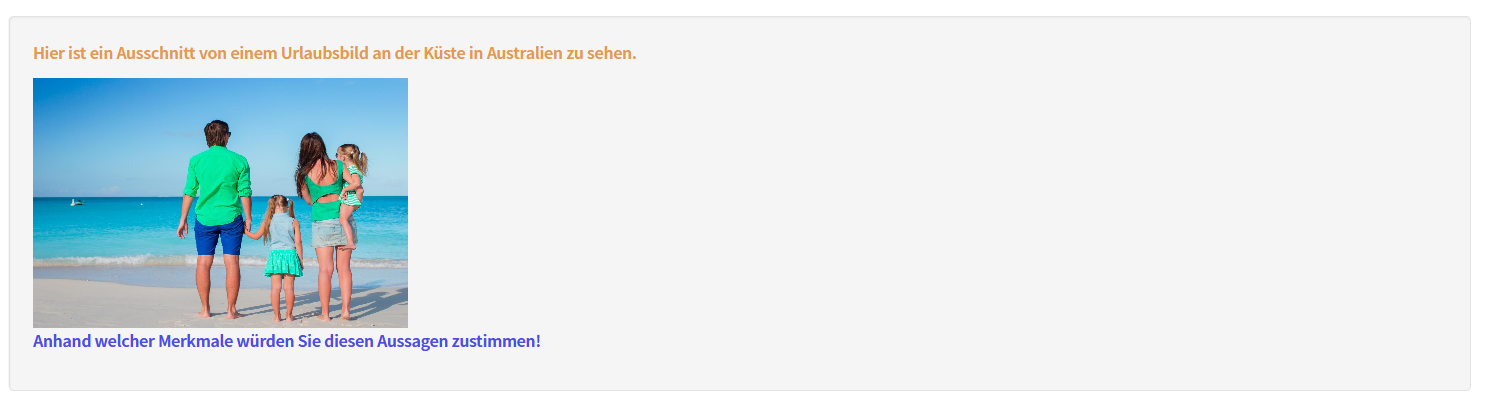 Hier ist ein Ausschnitt von einem Urlaubsbild an der Küste in Australien zu sehen.
Anhand welcher Merkmale würden Sie diesen Aussagen zustimmen!